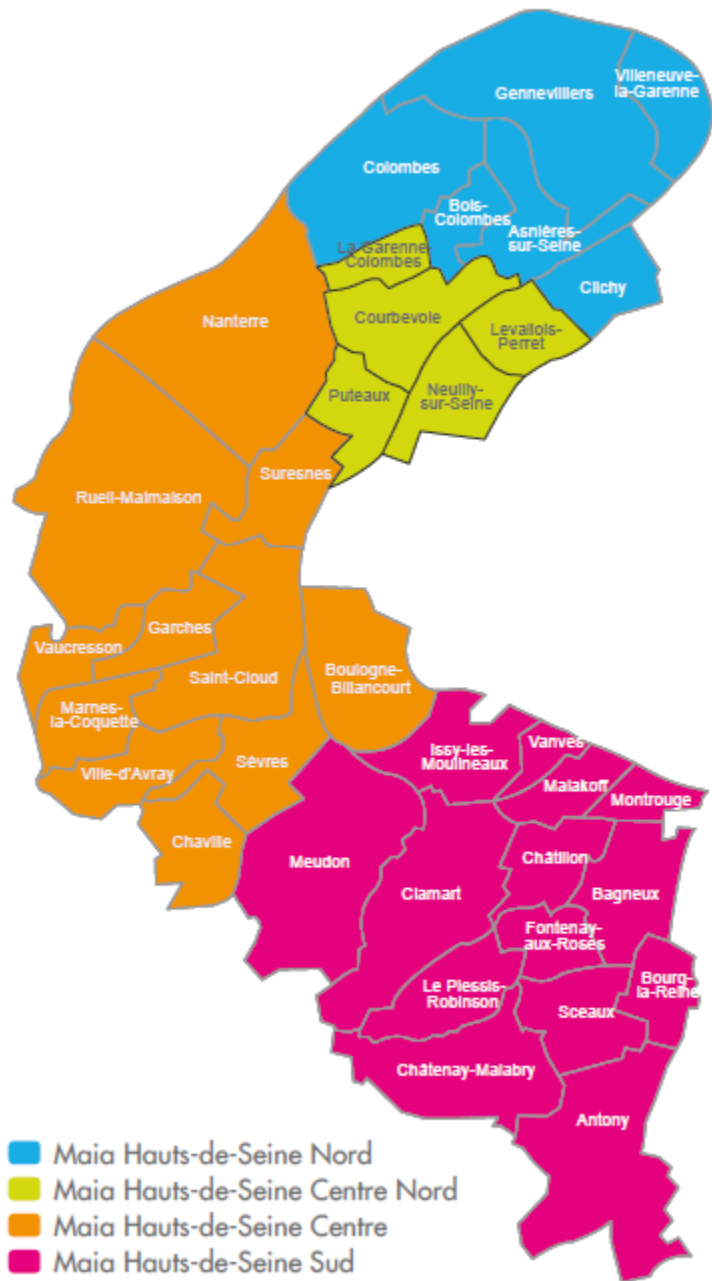 Villeneuve-
la-Garenne
Gennevilliers
Colombes
Bois-
Colombes
Asnières-
sur-Seine
La-Garenne-
Colombes
Clichy
Nanterre
Courbevoie
Levallois-
Perret
Puteaux
Neuilly-
sur-Seine
Suresnes
Rueil-Malmaison
Garches
Vaucresson
Saint-Cloud
Boulogne-
Billancourt
Marnes-
la-Coquette
Ville-d'Avray
Sèvres
Issy-les-
Moulineaux
Vanves
Malakoff
Montrouge
Chaville
Meudon
Châtillon
Clamart
Bagneux
Fontenay-
aux-Roses
Bourg-
la-Reine
Le Plessis-
Robinson
Sceaux
Châtenay-Malabry
Antony
Maia Hauts-de-Seine Nord
Maia Hauts-de-Seine Centre Nord
Maia Hauts-de-Seine Centre
Maia Hauts-de-Seine Sud